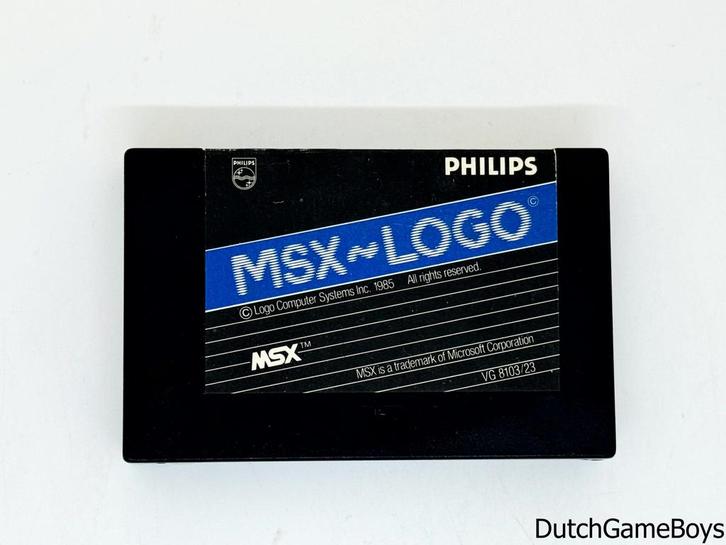 PHILIPS
PHILIPS
MSX~LOGO©
© Logo Computer Systems Inc. 1985 All rights reserved.
MSX™
MSX is a trademark of Microsoft Corporation
VG 8103/23
DutchGameBoys